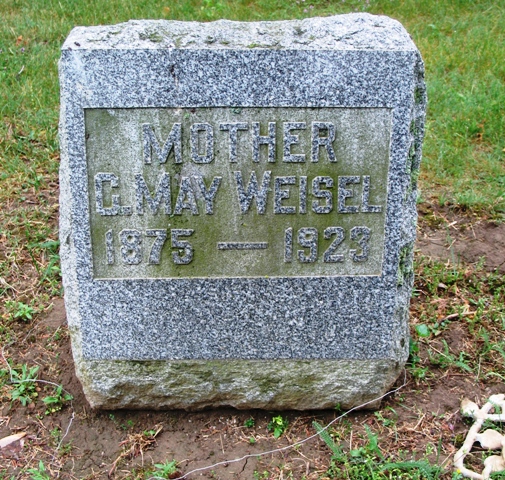 MOTHER
C. MAY WEISEL
1875 — 1923